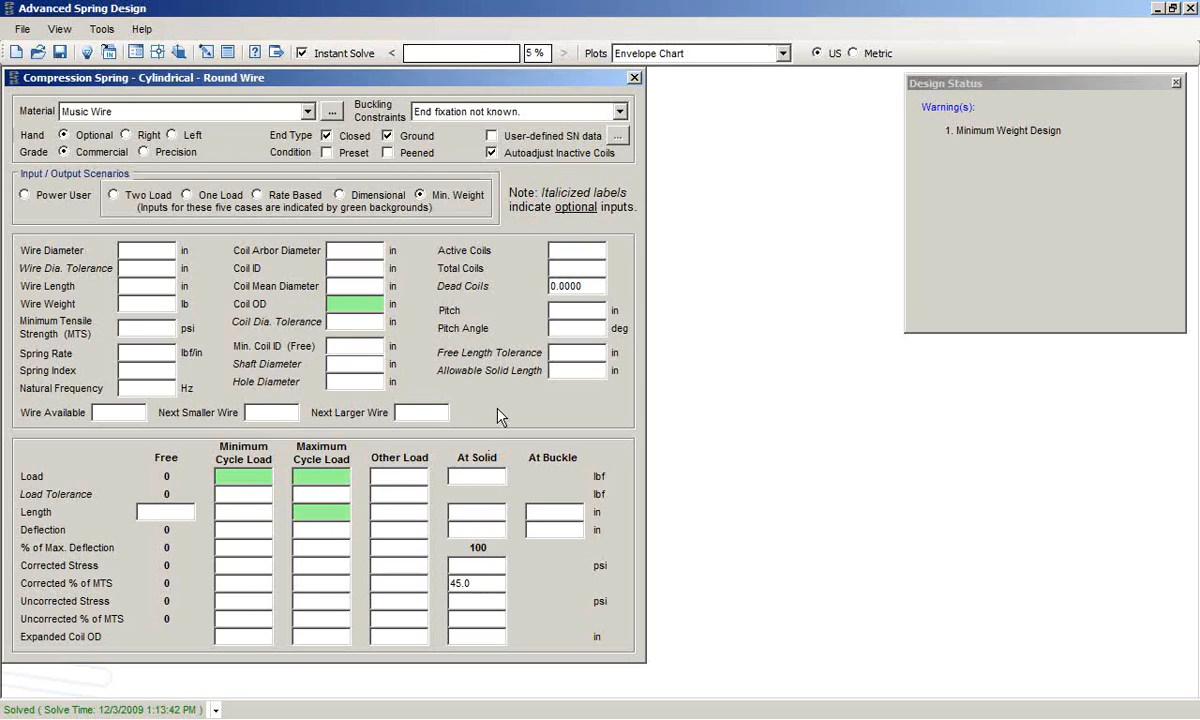 Advanced Spring Design
File View Tools Help
Instant Solve < 5 % > Plots Envelope Chart US Metric
Compression Spring - Cylindrical - Round Wire
Design Status
Warning(s):
1. Minimum Weight Design
Material Music Wire ... Buckling Constraints End fixation not known.
Hand Optional Right Left End Type Closed Ground User-defined SN data ...
Grade Commercial Precision Condition Preset Peened Autoadjust Inactive Coils
Input / Output Scenarios
Power User Two Load One Load Rate Based Dimensional Min. Weight
(Inputs for these five cases are indicated by green backgrounds)
Note: Italicized labels
indicate optional inputs.
Wire Diameter in Coil Arbor Diameter in Active Coils
Wire Dia. Tolerance in Coil ID in Total Coils
Wire Length in Coil Mean Diameter in Dead Coils 0.0000
Wire Weight lb Coil OD in Pitch in
Minimum Tensile
Strength (MTS) psi Coil Dia. Tolerance in Pitch Angle deg
Spring Rate lbf/in Min. Coil ID (Free) in Free Length Tolerance in
Spring Index Shaft Diameter in Allowable Solid Length in
Natural Frequency Hz Hole Diameter in
Wire Available Next Smaller Wire Next Larger Wire
Free Minimum Cycle Load Maximum Cycle Load Other Load At Solid At Buckle
Load 0 lbf
Load Tolerance 0 lbf
Length in
Deflection 0 in
% of Max. Deflection 0 100
Corrected Stress 0 psi
Corrected % of MTS 0 45.0
Uncorrected Stress 0 psi
Uncorrected % of MTS 0
Expanded Coil OD in
Solved ( Solve Time: 12/3/2009 1:13:42 PM )